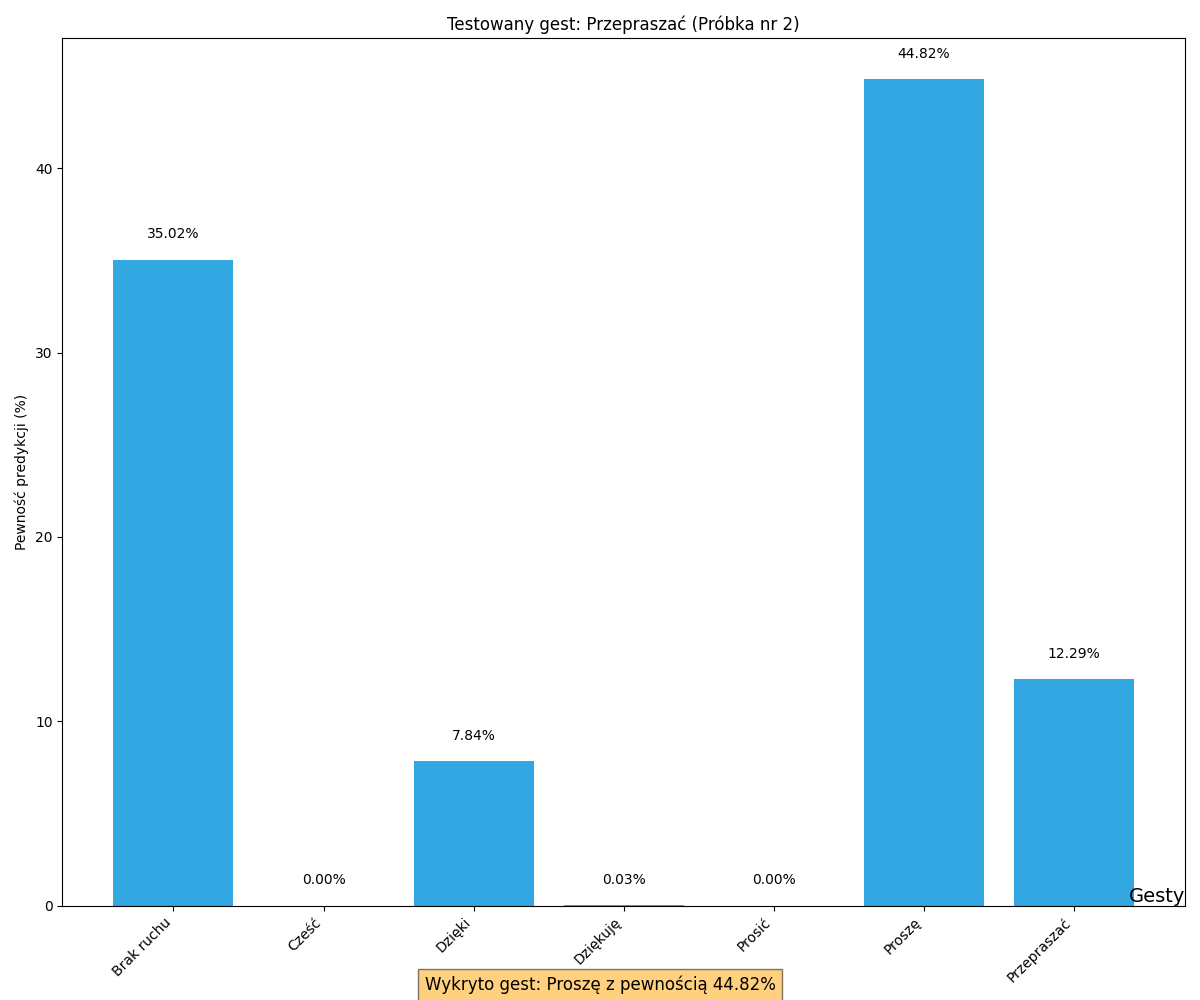 Testowany gest: Przepraszać (Próbka nr 2)
44.82%
40
35.02%
30
Pewność predykcji (%)
20
12.29%
10
7.84%
0.00%
0.03%
0.00%
0
Gesty
Brak ruchu
Cześć
Dzięki
Dziękuję
Prosić
Proszę
Przepraszać
Wykryto gest: Proszę z pewnością 44.82%